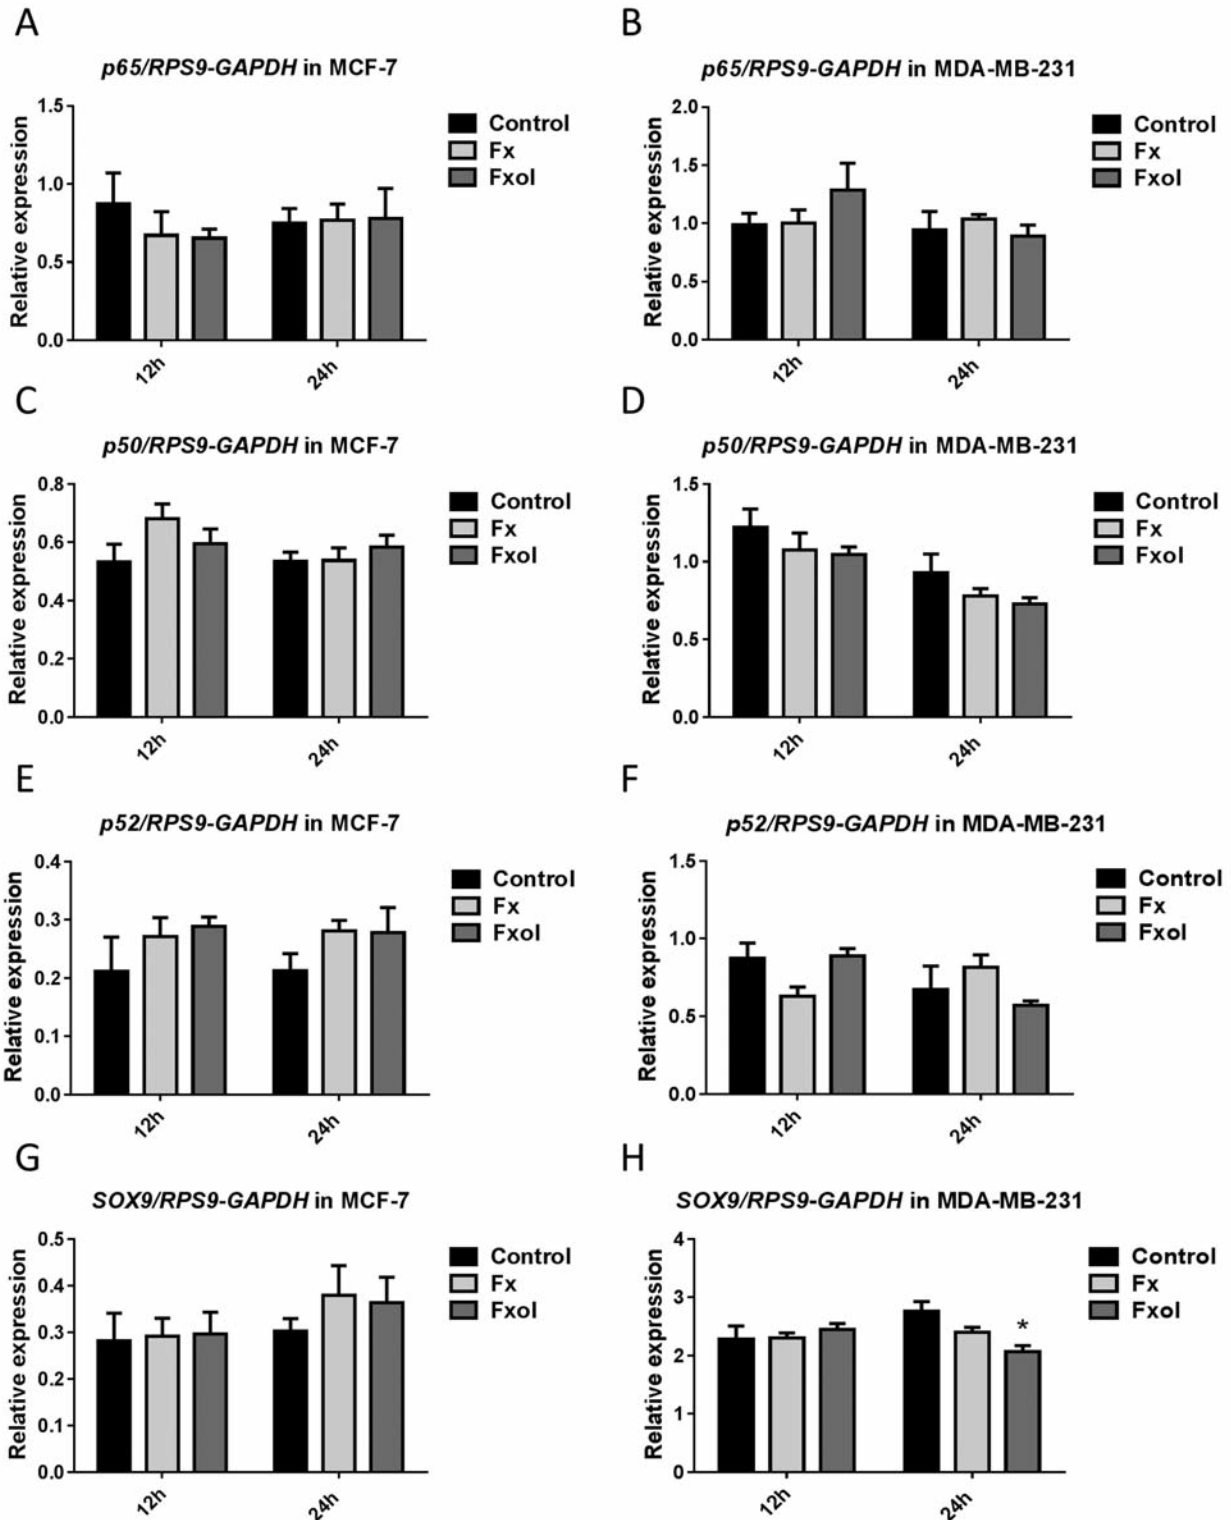 A
p65/RPS9-GAPDH in MCF-7
Relative expression
1.5
1.0
0.5
0.0
12h
24h
Control
Fx
Fxol
B
p65/RPS9-GAPDH in MDA-MB-231
Relative expression
2.0
1.5
1.0
0.5
0.0
12h
24h
Control
Fx
Fxol
C
p50/RPS9-GAPDH in MCF-7
Relative expression
0.8
0.6
0.4
0.2
0.0
12h
24h
Control
Fx
Fxol
D
p50/RPS9-GAPDH in MDA-MB-231
Relative expression
1.5
1.0
0.5
0.0
12h
24h
Control
Fx
Fxol
E
p52/RPS9-GAPDH in MCF-7
Relative expression
0.4
0.3
0.2
0.1
0.0
12h
24h
Control
Fx
Fxol
F
p52/RPS9-GAPDH in MDA-MB-231
Relative expression
1.5
1.0
0.5
0.0
12h
24h
Control
Fx
Fxol
G
SOX9/RPS9-GAPDH in MCF-7
Relative expression
0.5
0.4
0.3
0.2
0.1
0.0
12h
24h
Control
Fx
Fxol
H
SOX9/RPS9-GAPDH in MDA-MB-231
Relative expression
4
3
2
1
0
12h
24h
*
Control
Fx
Fxol